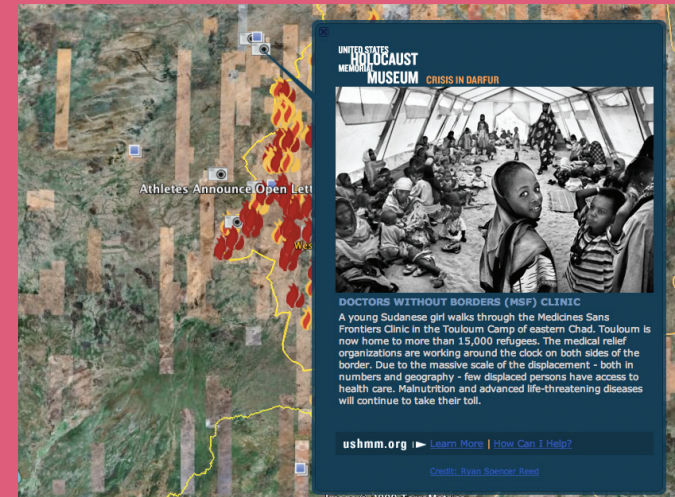 UNITED STATES
HOLOCAUST
MEMORIAL
MUSEUM CRISIS IN DARFUR
Athletes Announce Open Lett
Wes
DOCTORS WITHOUT BORDERS (MSF) CLINIC
A young Sudanese girl walks through the Medicines Sans
Frontiers Clinic in the Touloum Camp of eastern Chad. Touloum is
now home to more than 15,000 refugees. The medical relief
organizations are working around the clock on both sides of the
border. Due to the massive scale of the displacement - both in
numbers and geography - few displaced persons have access to
health care. Malnutrition and advanced life-threatening diseases
will continue to take their toll.
ushmm.org Learn More | How Can I Help?
Credit: Ryan Spencer Reed